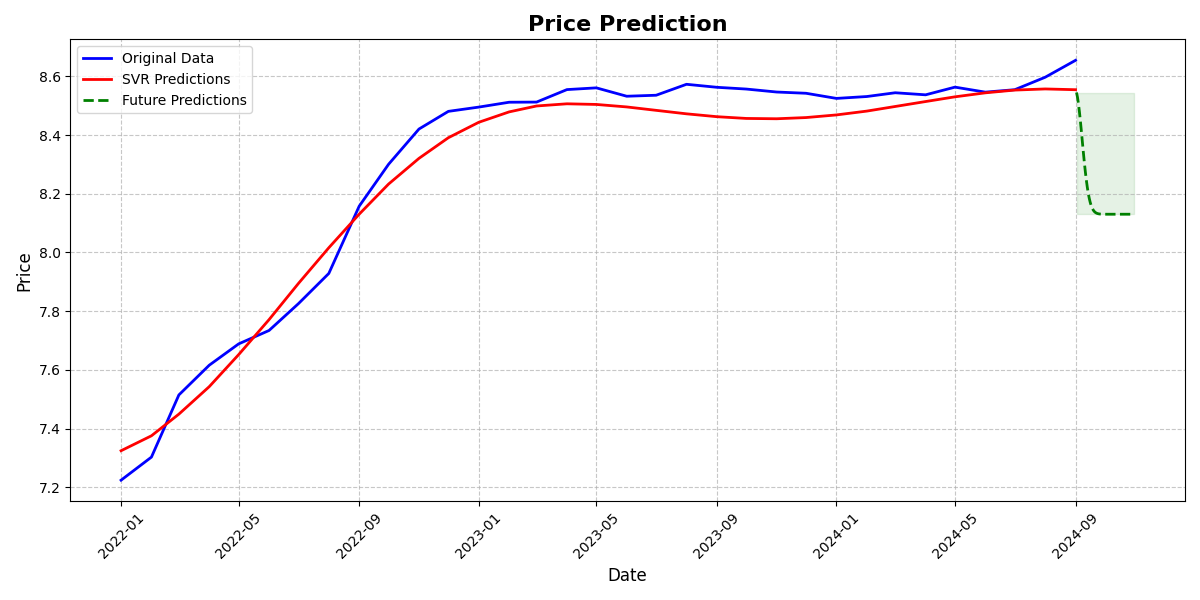 Price Prediction
Original Data
SVR Predictions
Future Predictions
Price
8.6
8.4
8.2
8.0
7.8
7.6
7.4
7.2
2022-01
2022-05
2022-09
2023-01
2023-05
2023-09
2024-01
2024-05
2024-09
Date